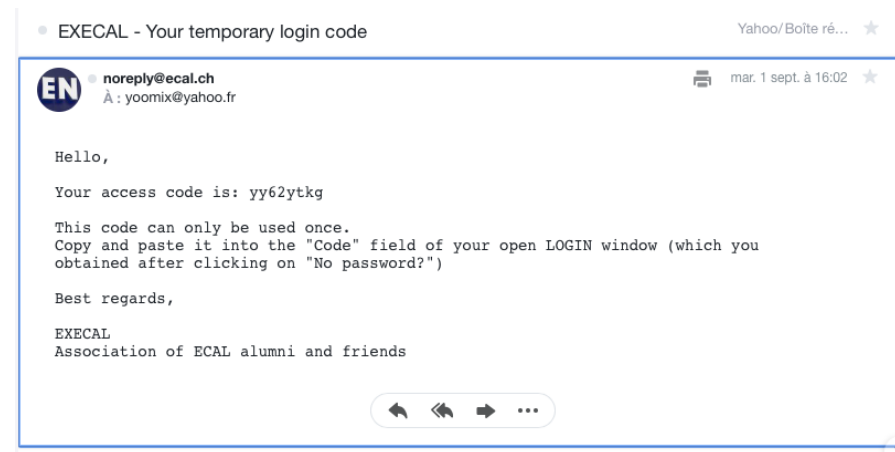 EXECAL - Your temporary login code
Yahoo/Boîte ré...
EN
noreply@ecal.ch
mar. 1 sept. à 16:02
À : yoomix@yahoo.fr
Hello,
Your access code is: yy62ytkg
This code can only be used once.
Copy and paste it into the "Code" field of your open LOGIN window (which you
obtained after clicking on "No password?")
Best regards,
EXECAL
Association of ECAL alumni and friends